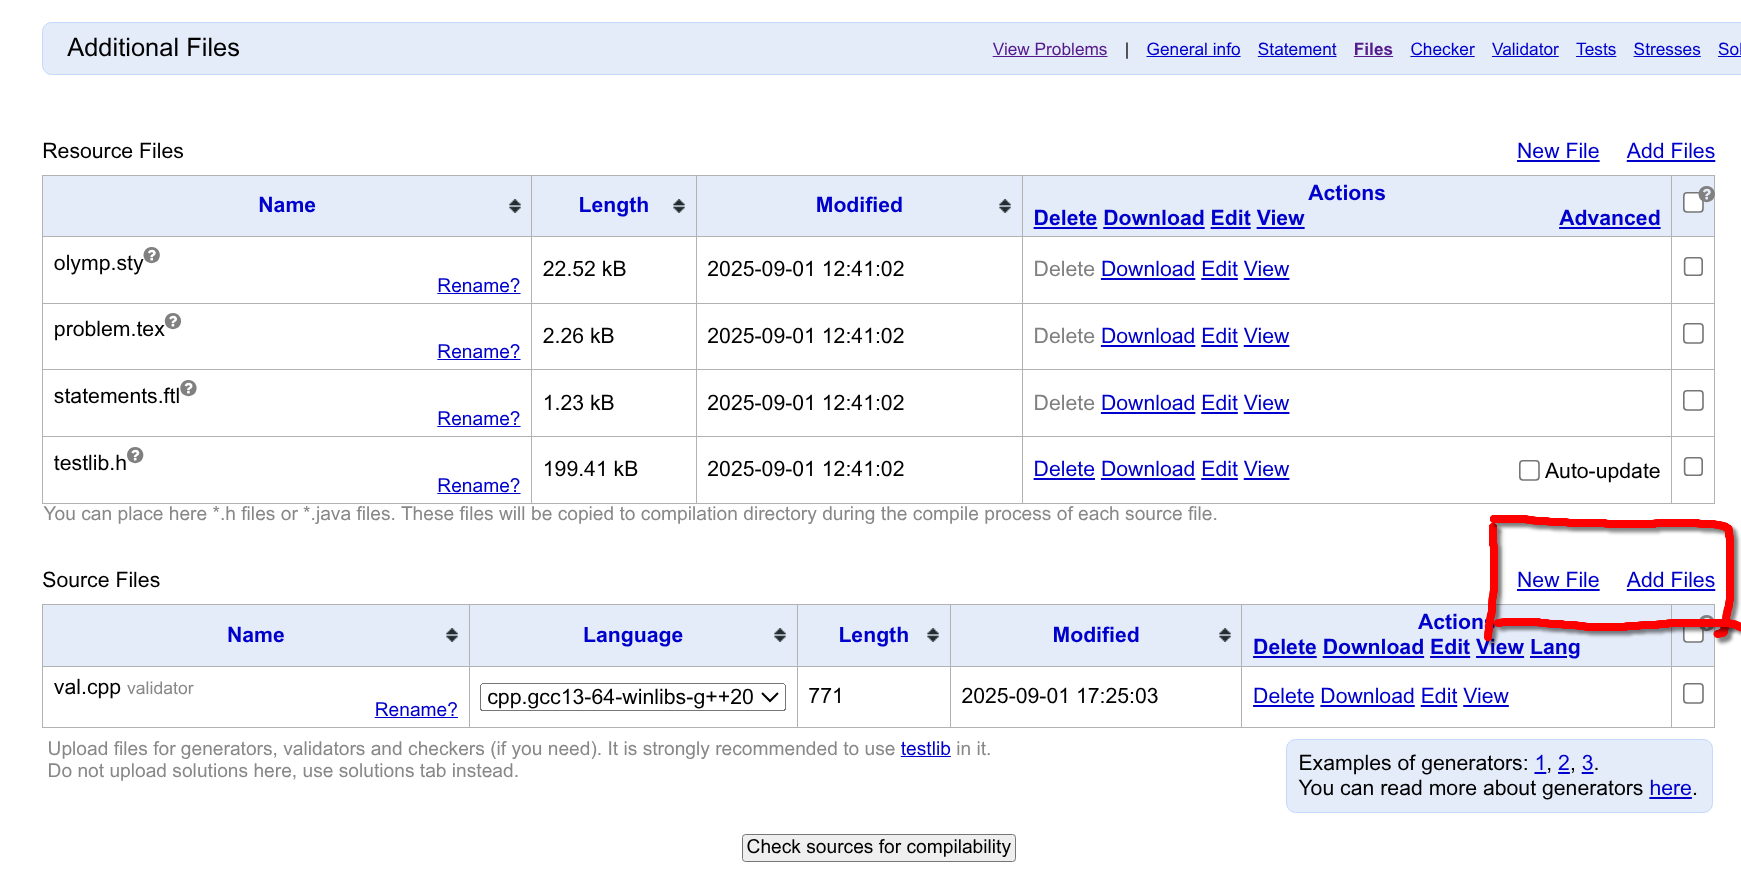 Additional Files
View Problems | General info Statement Files Checker Validator Tests Stresses Sol
Resource Files New File Add Files
Name Length Modified Actions ?
Delete Download Edit View Advanced
olymp.sty? Rename? 22.52 kB 2025-09-01 12:41:02 Delete Download Edit View
problem.tex? Rename? 2.26 kB 2025-09-01 12:41:02 Delete Download Edit View
statements.ftl? Rename? 1.23 kB 2025-09-01 12:41:02 Delete Download Edit View
testlib.h? Rename? 199.41 kB 2025-09-01 12:41:02 Delete Download Edit View Auto-update
You can place here *.h files or *.java files. These files will be copied to compilation directory during the compile process of each source file.
Source Files New File Add Files
Name Language Length Modified Actions ?
Delete Download Edit View Lang
val.cpp validator Rename? cpp.gcc13-64-winlibs-g++20 771 2025-09-01 17:25:03 Delete Download Edit View
Upload files for generators, validators and checkers (if you need). It is strongly recommended to use testlib in it.
Do not upload solutions here, use solutions tab instead.
Examples of generators: 1, 2, 3.
You can read more about generators here.
Check sources for compilability